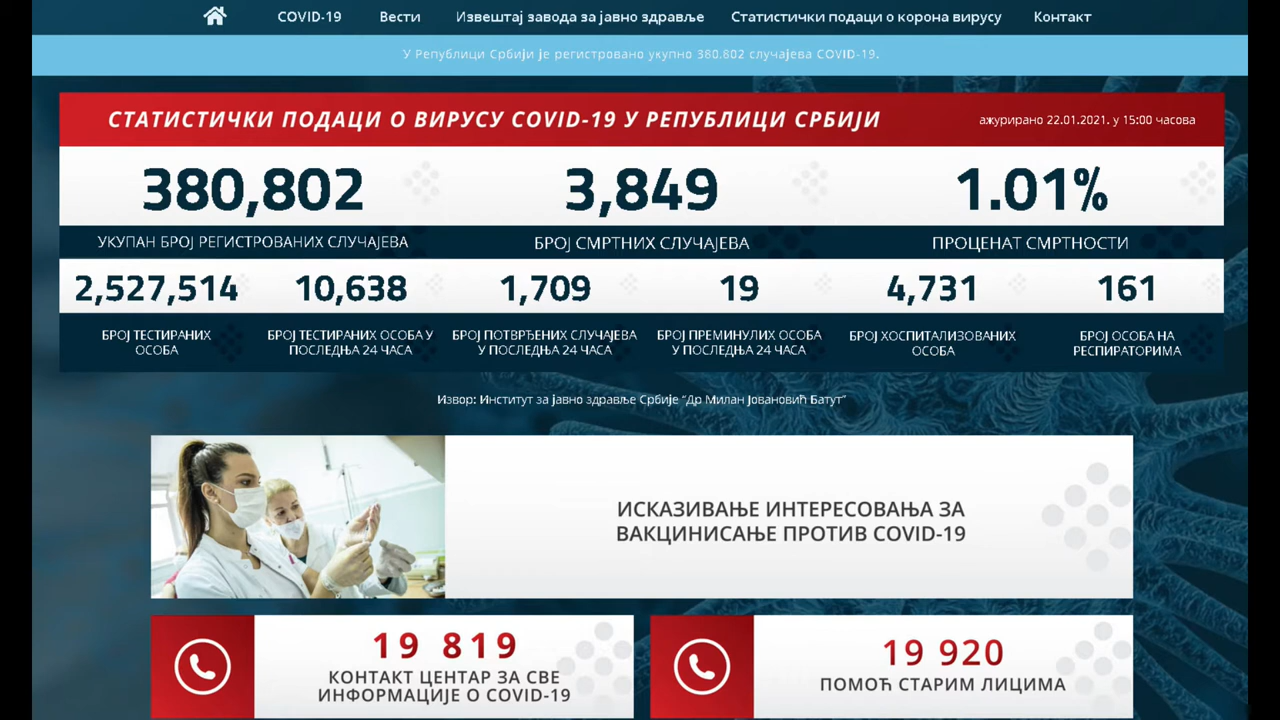 COVID-19 Вести Извештај завода за јавно здравље Статистички подаци о корона вирусу Контакт
У Републици Србији је регистровано укупно 380.802 случајева COVID-19.
СТАТИСТИЧКИ ПОДАЦИ О ВИРУСУ COVID-19 У РЕПУБЛИЦИ СРБИЈИ ажурирано 22.01.2021. у 15:00 часова
380,802 3,849 1.01%
УКУПАН БРОЈ РЕГИСТРОВАНИХ СЛУЧАЈЕВА БРОЈ СМРТНИХ СЛУЧАЈЕВА ПРОЦЕНАТ СМРТНОСТИ
2,527,514 10,638 1,709 19 4,731 161
БРОЈ ТЕСТИРАНИХ БРОЈ ТЕСТИРАНИХ ОСОБА У БРОЈ ПОТВРЂЕНИХ СЛУЧАЈЕВА БРОЈ ПРЕМИНУЛИХ ОСОБА БРОЈ ХОСПИТАЛИЗОВАНИХ БРОЈ ОСОБА НА
ОСОБА ПОСЛЕДЊА 24 ЧАСА У ПОСЛЕДЊА 24 ЧАСА У ПОСЛЕДЊА 24 ЧАСА ОСОБА РЕСПИРАТОРИМА
Извор: Институт за јавно здравље Србије "Др Милан Јовановић Батут"
ИСКАЗИВАЊЕ ИНТЕРЕСОВАЊА ЗА
ВАКЦИНИСАЊЕ ПРОТИВ COVID-19
19 819
КОНТАКТ ЦЕНТАР ЗА СВЕ
ИНФОРМАЦИЈЕ О COVID-19
19 920
ПОМОЋ СТАРИМ ЛИЦИМА